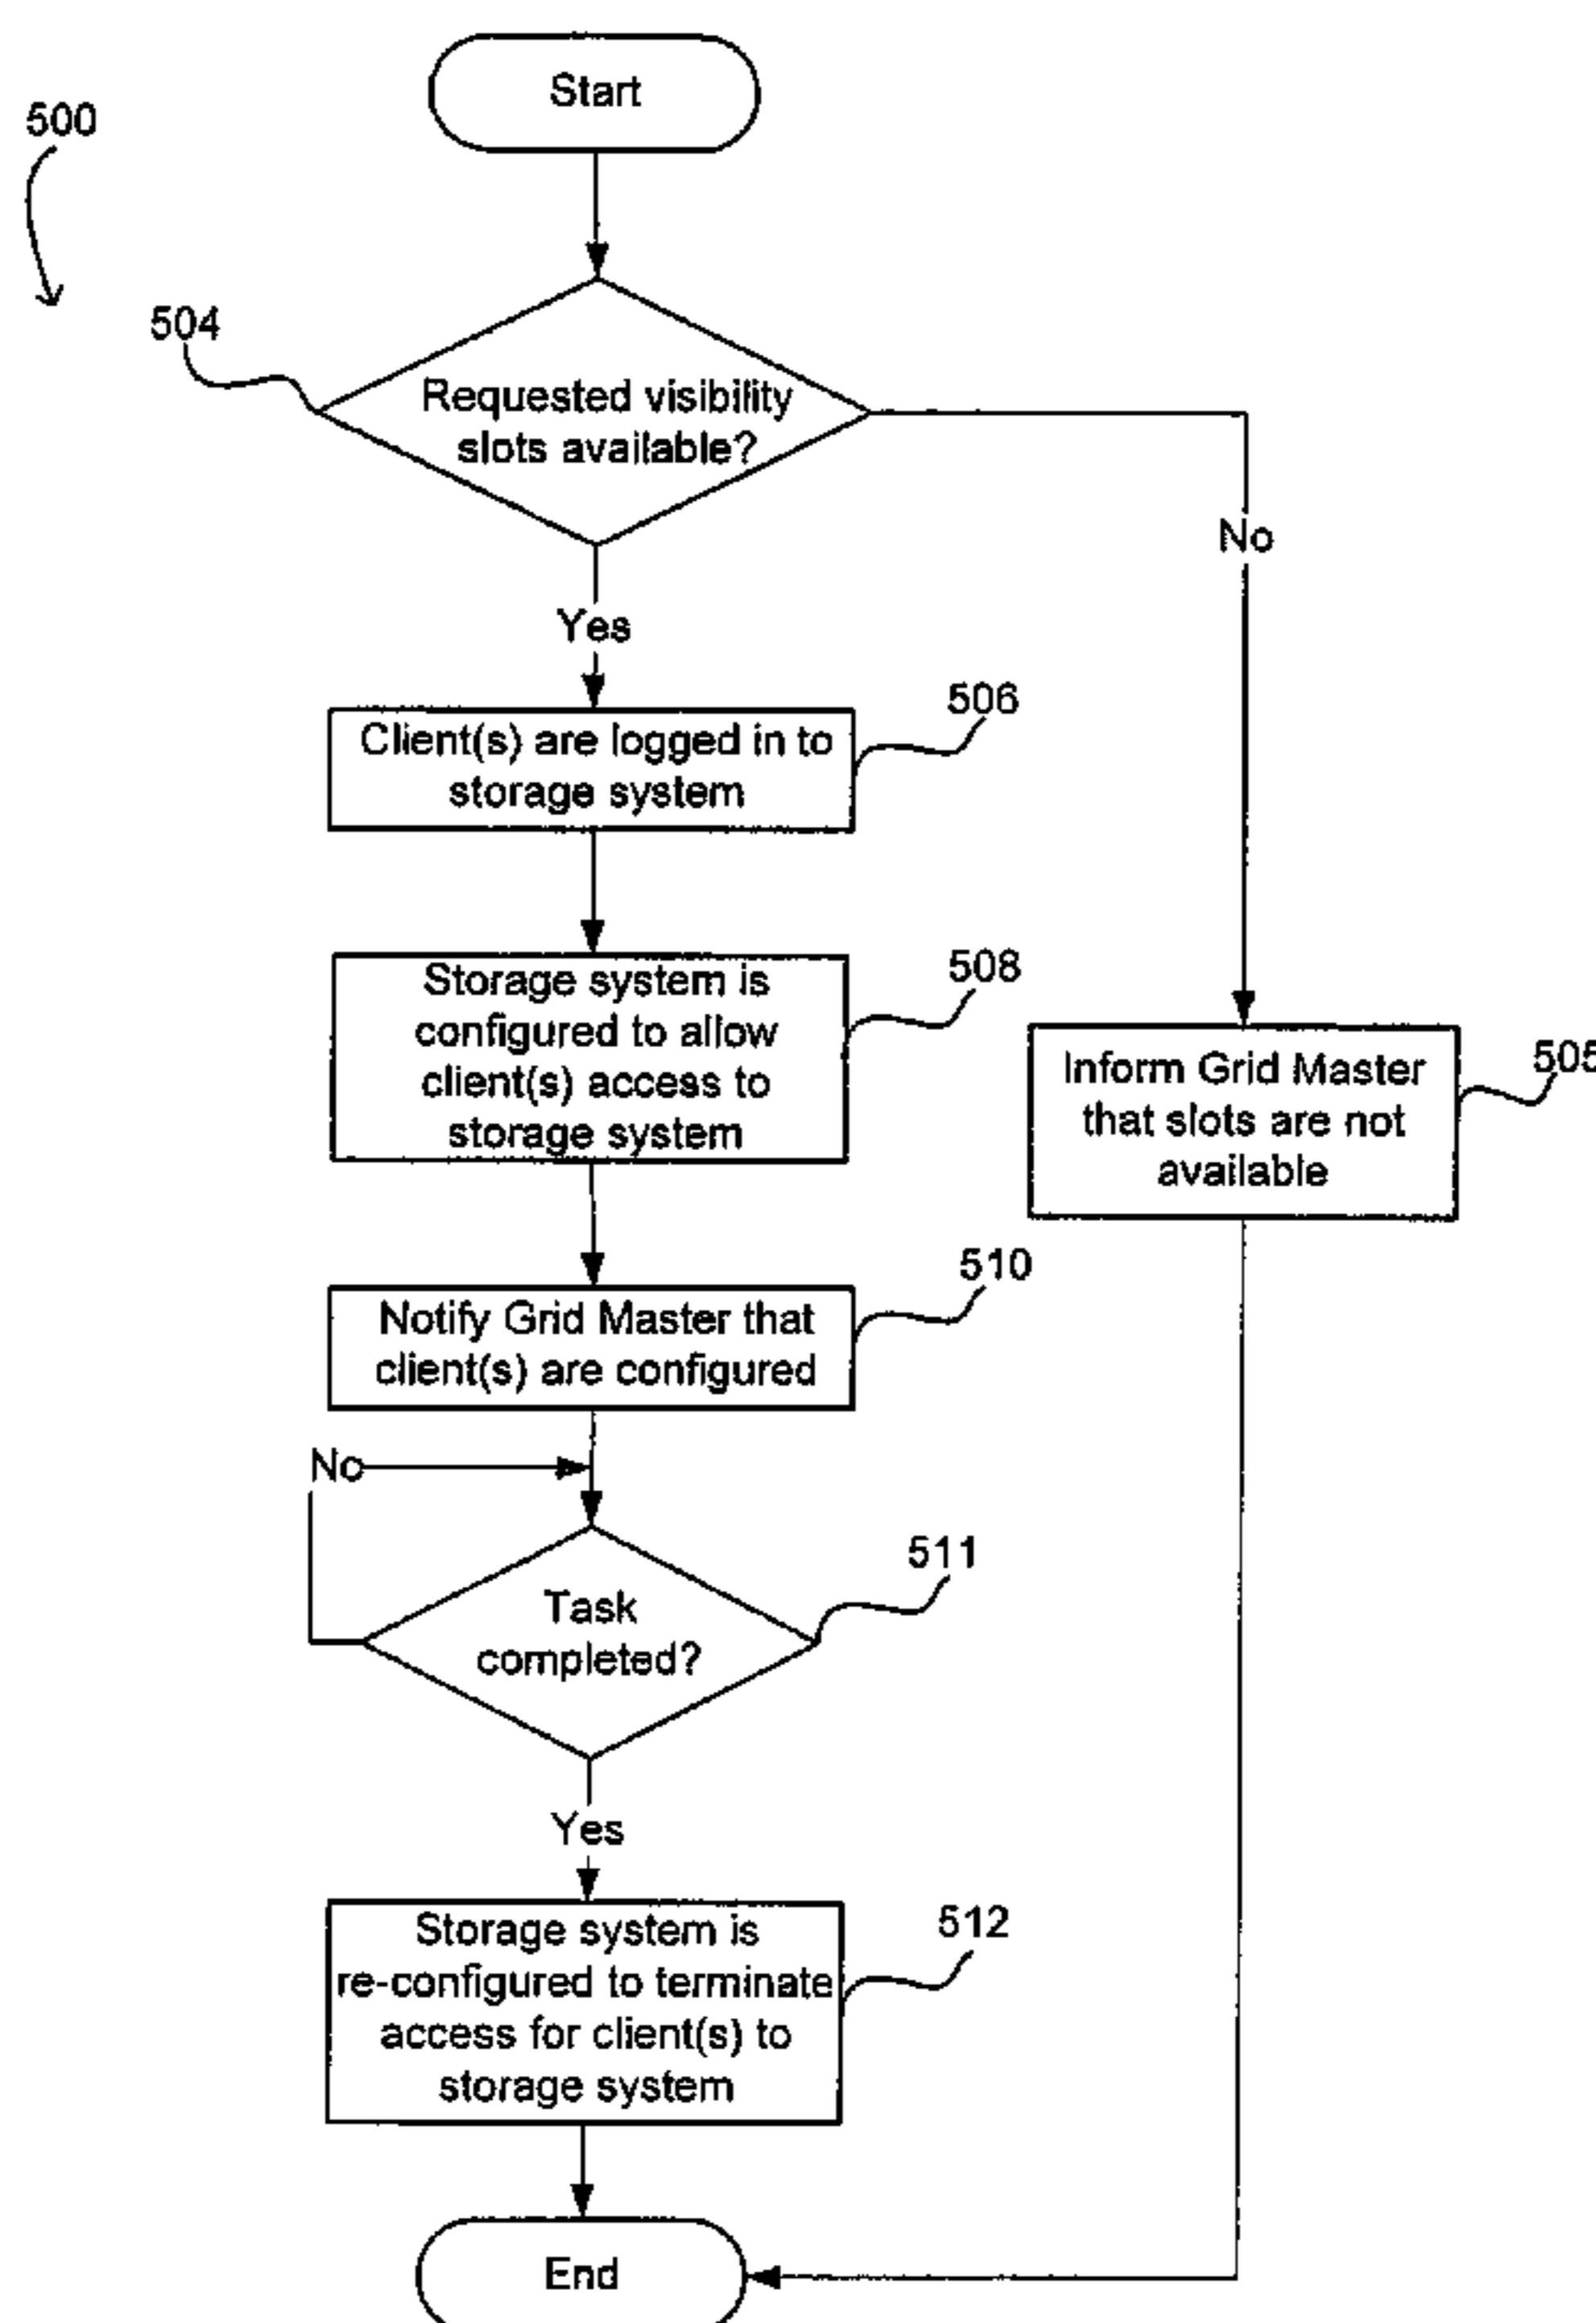 Start
500
504
Requested visibility
slots available?
No
Yes
506
Client(s) are logged in to
storage system
508
Storage system is
configured to allow
client(s) access to
storage system
505
Inform Grid Master
that slots are not
available
510
Notify Grid Master that
client(s) are configured
No
511
Task
completed?
Yes
512
Storage system is
re-configured to terminate
access for client(s) to
storage system
End